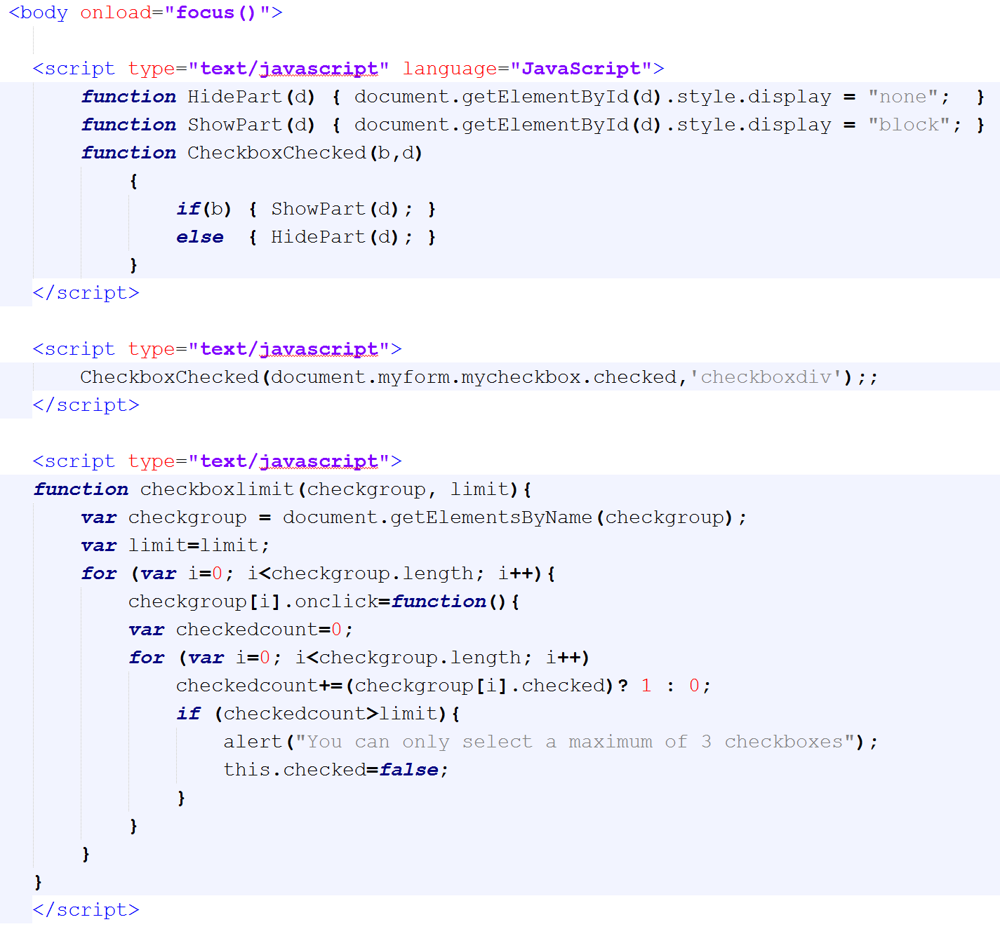 <body onload="focus()">
<script type="text/javascript" language="JavaScript">
function HidePart(d) { document.getElementById(d).style.display = "none";  }
function ShowPart(d) { document.getElementById(d).style.display = "block"; }
function CheckboxChecked(b,d)
{
if(b) { ShowPart(d); }
else  { HidePart(d); }
}
</script>
<script type="text/javascript">
CheckboxChecked(document.myform.mycheckbox.checked,'checkboxdiv');;
</script>
<script type="text/javascript">
function checkboxlimit(checkgroup, limit){
var checkgroup = document.getElementsByName(checkgroup);
var limit=limit;
for (var i=0; i<checkgroup.length; i++){
checkgroup[i].onclick=function(){
var checkedcount=0;
for (var i=0; i<checkgroup.length; i++)
checkedcount+=(checkgroup[i].checked)? 1 : 0;
if (checkedcount>limit){
alert("You can only select a maximum of 3 checkboxes");
this.checked=false;
}
}
}
}
</script>